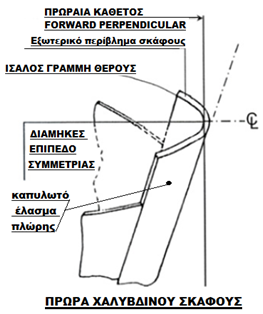 ΠΡΩΡΑΙΑ ΚΑΘΕΤΟΣ
FORWARD PERPENDICULAR
Εξωτερικό περίβλημα σκάφους
ΙΣΑΛΟΣ ΓΡΑΜΜΗ ΘΕΡΟΥΣ
ΔΙΑΜΗΚΕΣ
ΕΠΙΠΕΔΟ
ΣΥΜΜΕΤΡΙΑΣ
καπυλωτό
έλασμα
πλώρης
ΠΡΩΡΑ ΧΑΛΥΒΔΙΝΟΥ ΣΚΑΦΟΥΣ